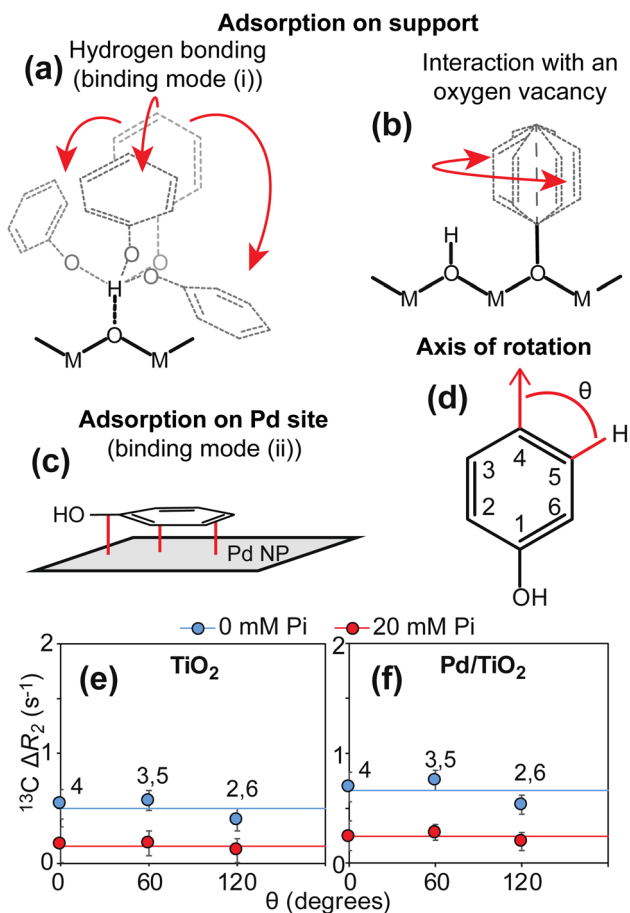 Adsorption on support
(a)
Hydrogen bonding
(binding mode (i))
O
O
O
O
H
O
M
M
Interaction with an
oxygen vacancy
(b)
H
O
O
M
M
M
Adsorption on Pd site
(binding mode (ii))
(c)
HO
Pd NP
Axis of rotation
(d)
θ
H
4
3
5
2
6
1
OH
0 mM Pi
20 mM Pi
(e)
TiO2
4
3,5
2,6
2
1
0
0
60
120
13C ΔR2 (s-1)
(f)
Pd/TiO2
4
3,5
2,6
2
1
0
0
60
120
θ (degrees)